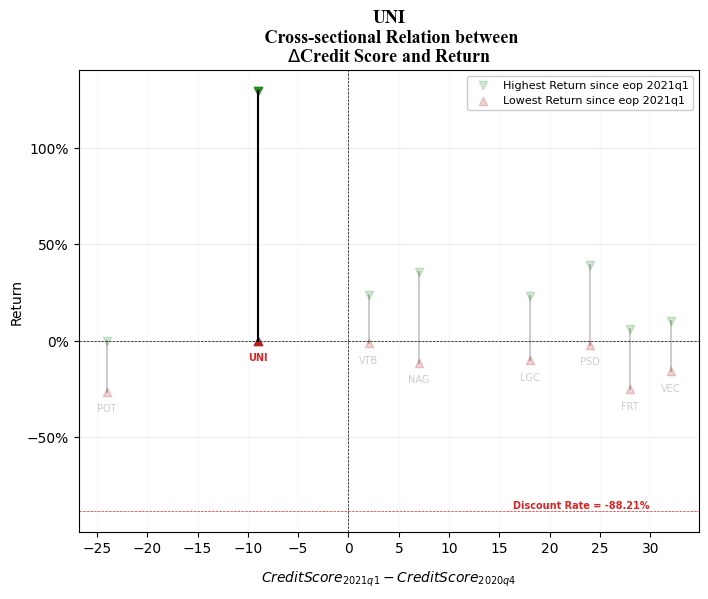 UNI
Cross-sectional Relation between
ΔCredit Score and Return
Highest Return since eop 2021q1
Lowest Return since eop 2021q1
100%
50%
0%
−50%
Return
POT
UNI
VTB
NAG
LGC
PSD
FRT
VEC
Discount Rate = -88.21%
−25 −20 −15 −10 −5 0 5 10 15 20 25 30
CreditScore2021q1 − CreditScore2020q4